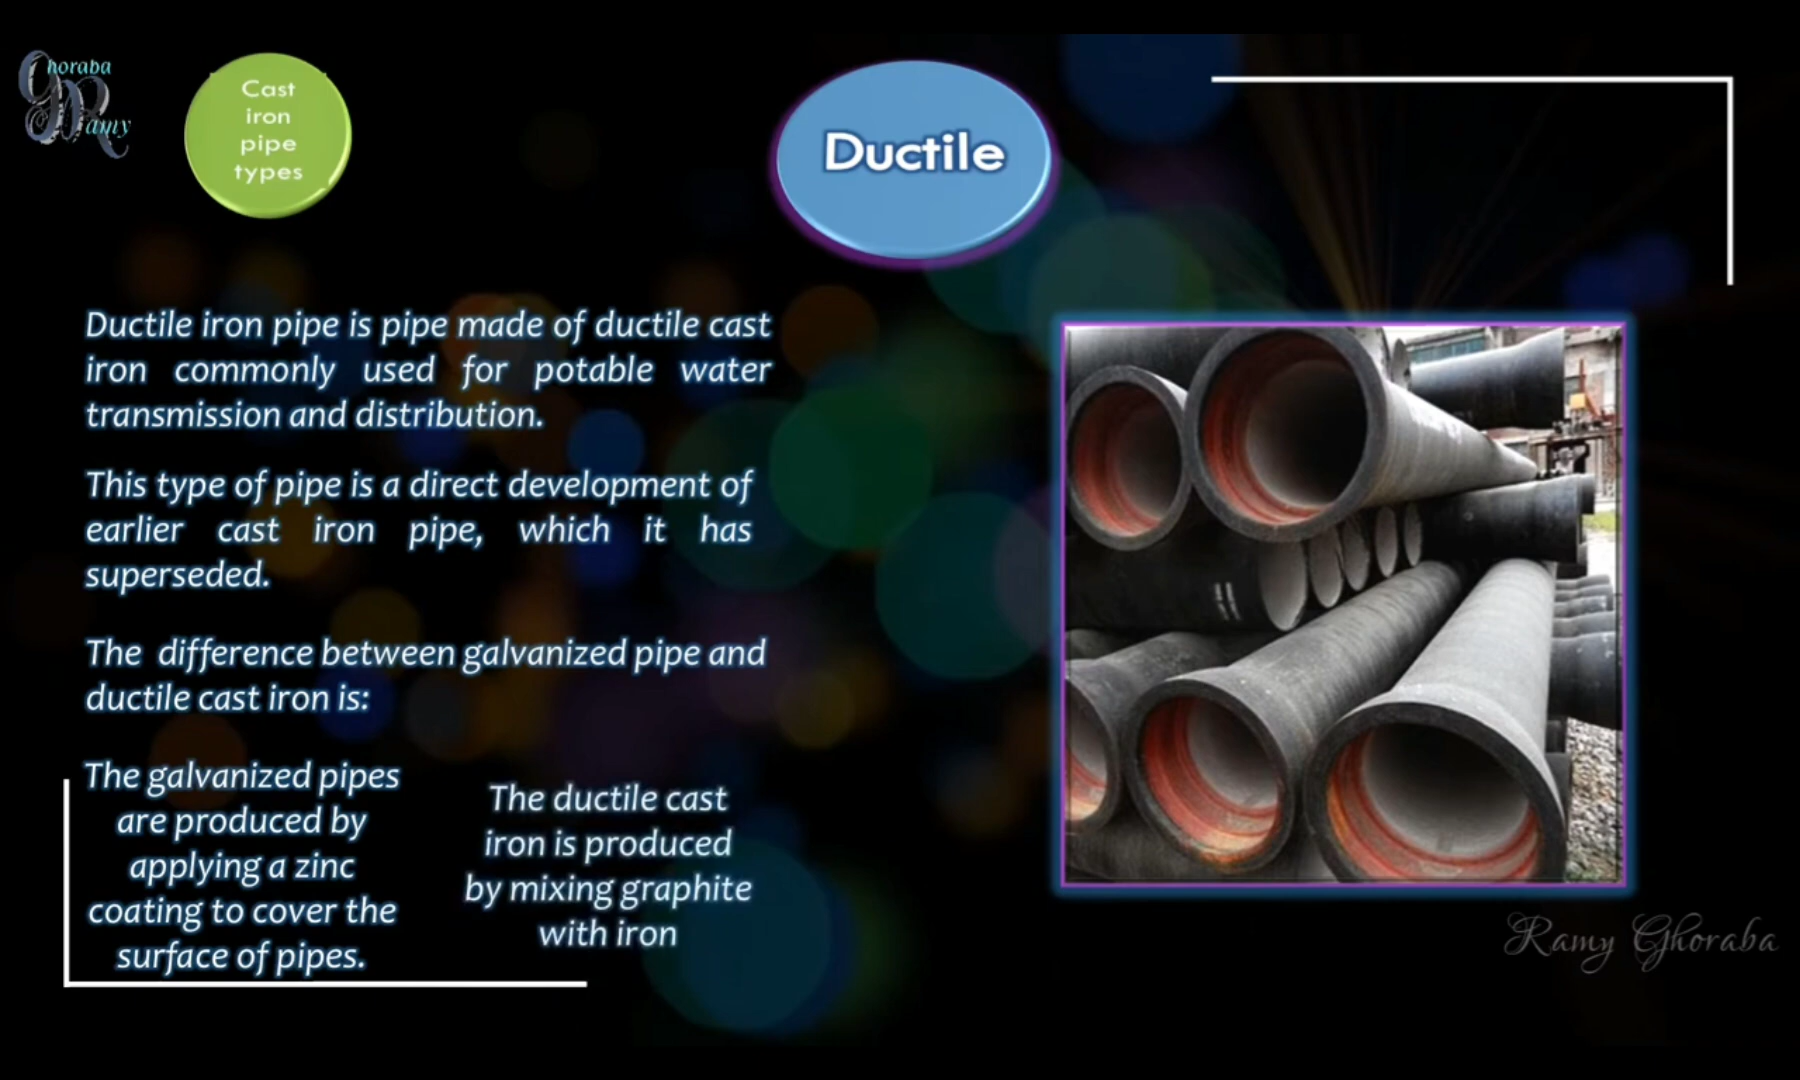 Ghoraba
Ramy
Cast
iron
pipe
types
Ductile
Ductile iron pipe is pipe made of ductile cast
iron commonly used for potable water
transmission and distribution.
This type of pipe is a direct development of
earlier cast iron pipe, which it has
superseded.
The difference between galvanized pipe and
ductile cast iron is:
The galvanized pipes
are produced by
applying a zinc
coating to cover the
surface of pipes.
The ductile cast
iron is produced
by mixing graphite
with iron
Ramy Ghoraba